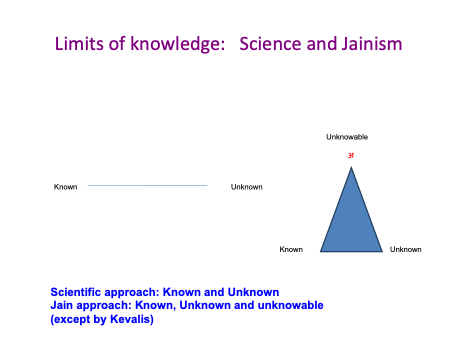 Limits of knowledge: Science and Jainism
Unknowable
अ
Known
Unknown
Known
Unknown
Scientific approach: Known and Unknown
Jain approach: Known, Unknown and unknowable
(except by Kevalis)